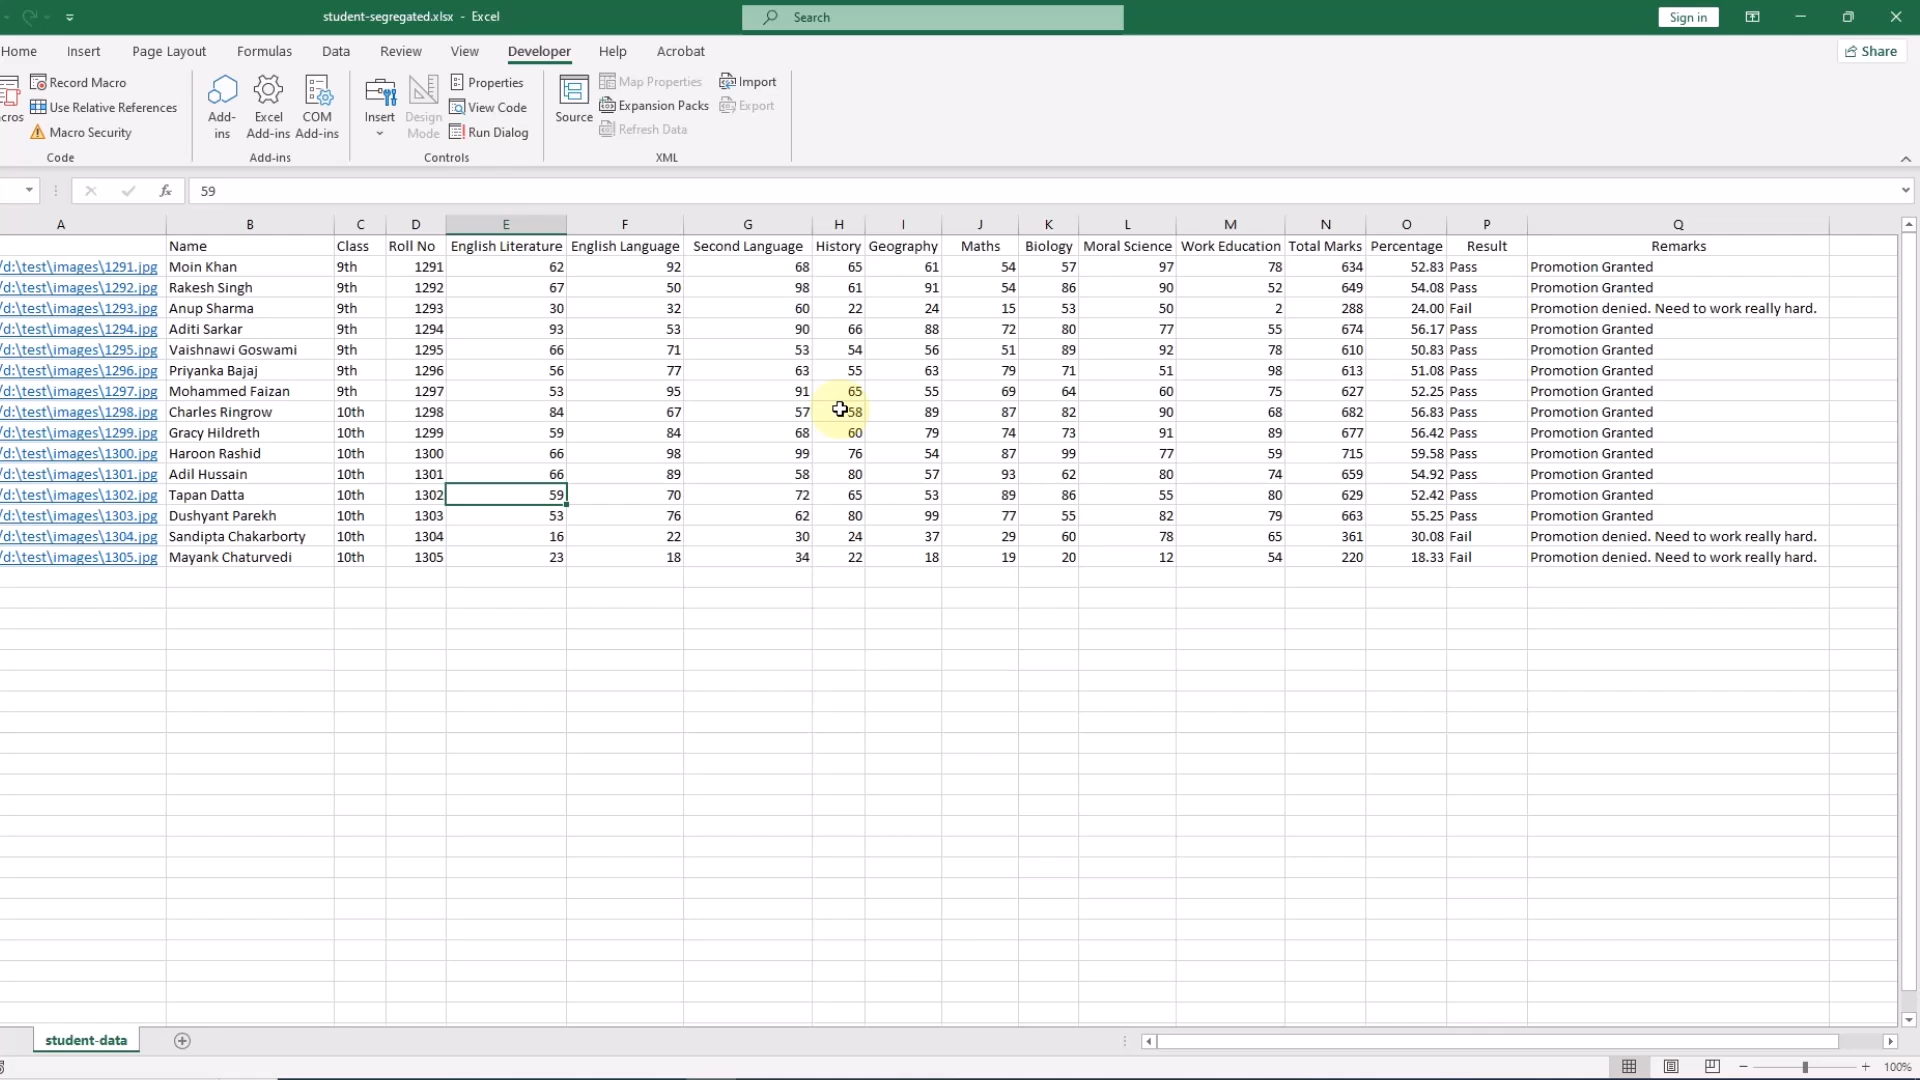 student-segregated.xlsx - Excel
Search
Sign in
Home Insert Page Layout Formulas Data Review View Developer Help Acrobat
Share
Record Macro
Use Relative References
Macro Security
Code
Add-ins
Excel Add-ins
COM Add-ins
Add-ins
Insert
Design Mode
Properties
View Code
Run Dialog
Controls
Source
Map Properties
Expansion Packs
Refresh Data
Import
Export
XML
fx 59
A B C D E F G H I J K L M N O P Q
Name Class Roll No English Literature English Language Second Language History Geography Maths Biology Moral Science Work Education Total Marks Percentage Result Remarks
/d:\test\images\1291.jpg Moin Khan 9th 1291 62 92 68 65 61 54 57 97 78 634 52.83 Pass Promotion Granted
/d:\test\images\1292.jpg Rakesh Singh 9th 1292 67 50 98 61 91 54 86 90 52 649 54.08 Pass Promotion Granted
/d:\test\images\1293.jpg Anup Sharma 9th 1293 30 32 60 22 24 15 53 50 2 288 24.00 Fail Promotion denied. Need to work really hard.
/d:\test\images\1294.jpg Aditi Sarkar 9th 1294 93 53 90 66 88 72 80 77 55 674 56.17 Pass Promotion Granted
/d:\test\images\1295.jpg Vaishnawi Goswami 9th 1295 66 71 53 54 56 51 89 92 78 610 50.83 Pass Promotion Granted
/d:\test\images\1296.jpg Priyanka Bajaj 9th 1296 56 77 63 55 63 79 71 51 98 613 51.08 Pass Promotion Granted
/d:\test\images\1297.jpg Mohammed Faizan 9th 1297 53 95 91 65 55 69 64 60 75 627 52.25 Pass Promotion Granted
/d:\test\images\1298.jpg Charles Ringrow 10th 1298 84 67 57 58 89 87 82 90 68 682 56.83 Pass Promotion Granted
/d:\test\images\1299.jpg Gracy Hildreth 10th 1299 59 84 68 60 79 74 73 91 89 677 56.42 Pass Promotion Granted
/d:\test\images\1300.jpg Haroon Rashid 10th 1300 66 98 99 76 54 87 99 77 59 715 59.58 Pass Promotion Granted
/d:\test\images\1301.jpg Adil Hussain 10th 1301 66 89 58 80 57 93 62 80 74 659 54.92 Pass Promotion Granted
/d:\test\images\1302.jpg Tapan Datta 10th 1302 59 70 72 65 53 89 86 55 80 629 52.42 Pass Promotion Granted
/d:\test\images\1303.jpg Dushyant Parekh 10th 1303 53 76 62 80 99 77 55 82 79 663 55.25 Pass Promotion Granted
/d:\test\images\1304.jpg Sandipta Chakarborty 10th 1304 16 22 30 24 37 29 60 78 65 361 30.08 Fail Promotion denied. Need to work really hard.
/d:\test\images\1305.jpg Mayank Chaturvedi 10th 1305 23 18 34 22 18 19 20 12 54 220 18.33 Fail Promotion denied. Need to work really hard.
student-data
100%